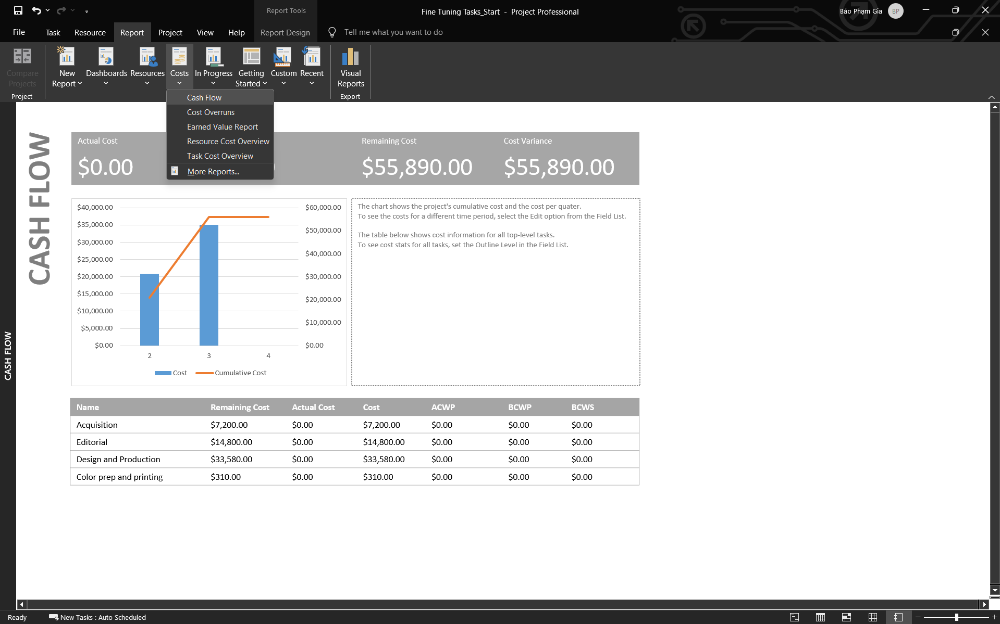 Report Tools
Fine Tuning Tasks_Start - Project Professional
Bảo Phạm Gia
BP
File
Task
Resource
Report
Project
View
Help
Report Design
Tell me what you want to do
Compare
Projects
Project
New
Report
Dashboards
Resources
Costs
In Progress
Getting
Started
Custom
Recent
Visual
Reports
Export
Cash Flow
Cost Overruns
Earned Value Report
Resource Cost Overview
Task Cost Overview
More Reports...
CASH FLOW
CASH FLOW
Actual Cost
$0.00
Remaining Cost
$55,890.00
Cost Variance
$55,890.00
$40,000.00
$35,000.00
$30,000.00
$25,000.00
$20,000.00
$15,000.00
$10,000.00
$5,000.00
$0.00
$60,000.00
$50,000.00
$40,000.00
$30,000.00
$20,000.00
$10,000.00
$0.00
2 3 4
Cost Cumulative Cost
The chart shows the project's cumulative cost and the cost per quater.
To see the costs for a different time period, select the Edit option from the Field List.
The table below shows cost information for all top-level tasks.
To see cost stats for all tasks, set the Outline Level in the Field List.
Name Remaining Cost Actual Cost Cost ACWP BCWP BCWS
Acquisition $7,200.00 $0.00 $7,200.00 $0.00 $0.00 $0.00
Editorial $14,800.00 $0.00 $14,800.00 $0.00 $0.00 $0.00
Design and Production $33,580.00 $0.00 $33,580.00 $0.00 $0.00 $0.00
Color prep and printing $310.00 $0.00 $310.00 $0.00 $0.00 $0.00
Ready
New Tasks : Auto Scheduled